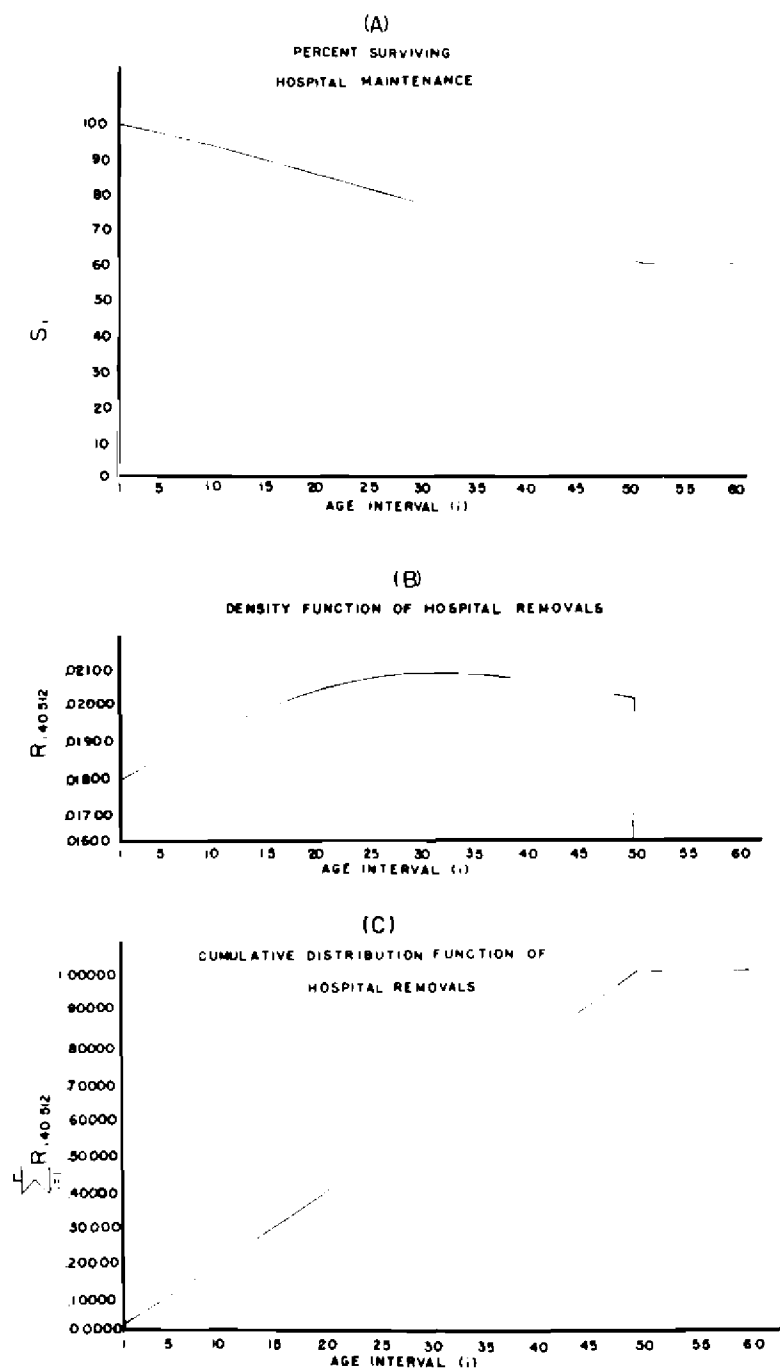 (A)
PERCENT SURVIVING
HOSPITAL MAINTENANCE
100
90
80
70
60
50
40
30
20
10
0
S i
1 5 10 15 20 25 30 35 40 45 50 55 60
AGE INTERVAL (i)
(B)
DENSITY FUNCTION OF HOSPITAL REMOVALS
.02100
.02000
.01900
.01800
.01700
.01600
R .40 512
1 5 10 15 20 25 30 35 40 45 50 55 60
AGE INTERVAL (i)
(C)
CUMULATIVE DISTRIBUTION FUNCTION OF
HOSPITAL REMOVALS
1.00000
.90000
.80000
.70000
.60000
.50000
.40000
.30000
.20000
.10000
0.0000
R .40 512
1 5 10 15 20 25 30 35 40 45 50 55 60
AGE INTERVAL (i)